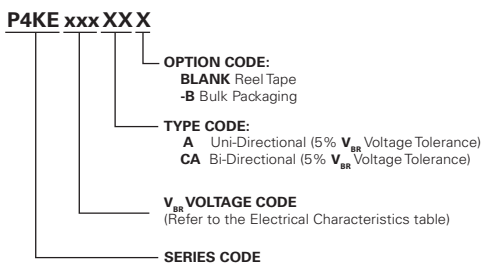 P4KE xxx XX X
OPTION CODE:
BLANK Reel Tape
-B Bulk Packaging
TYPE CODE:
A Uni-Directional (5% VBR Voltage Tolerance)
CA Bi-Directional (5% VBR Voltage Tolerance)
VBR VOLTAGE CODE
(Refer to the Electrical Characteristics table)
SERIES CODE